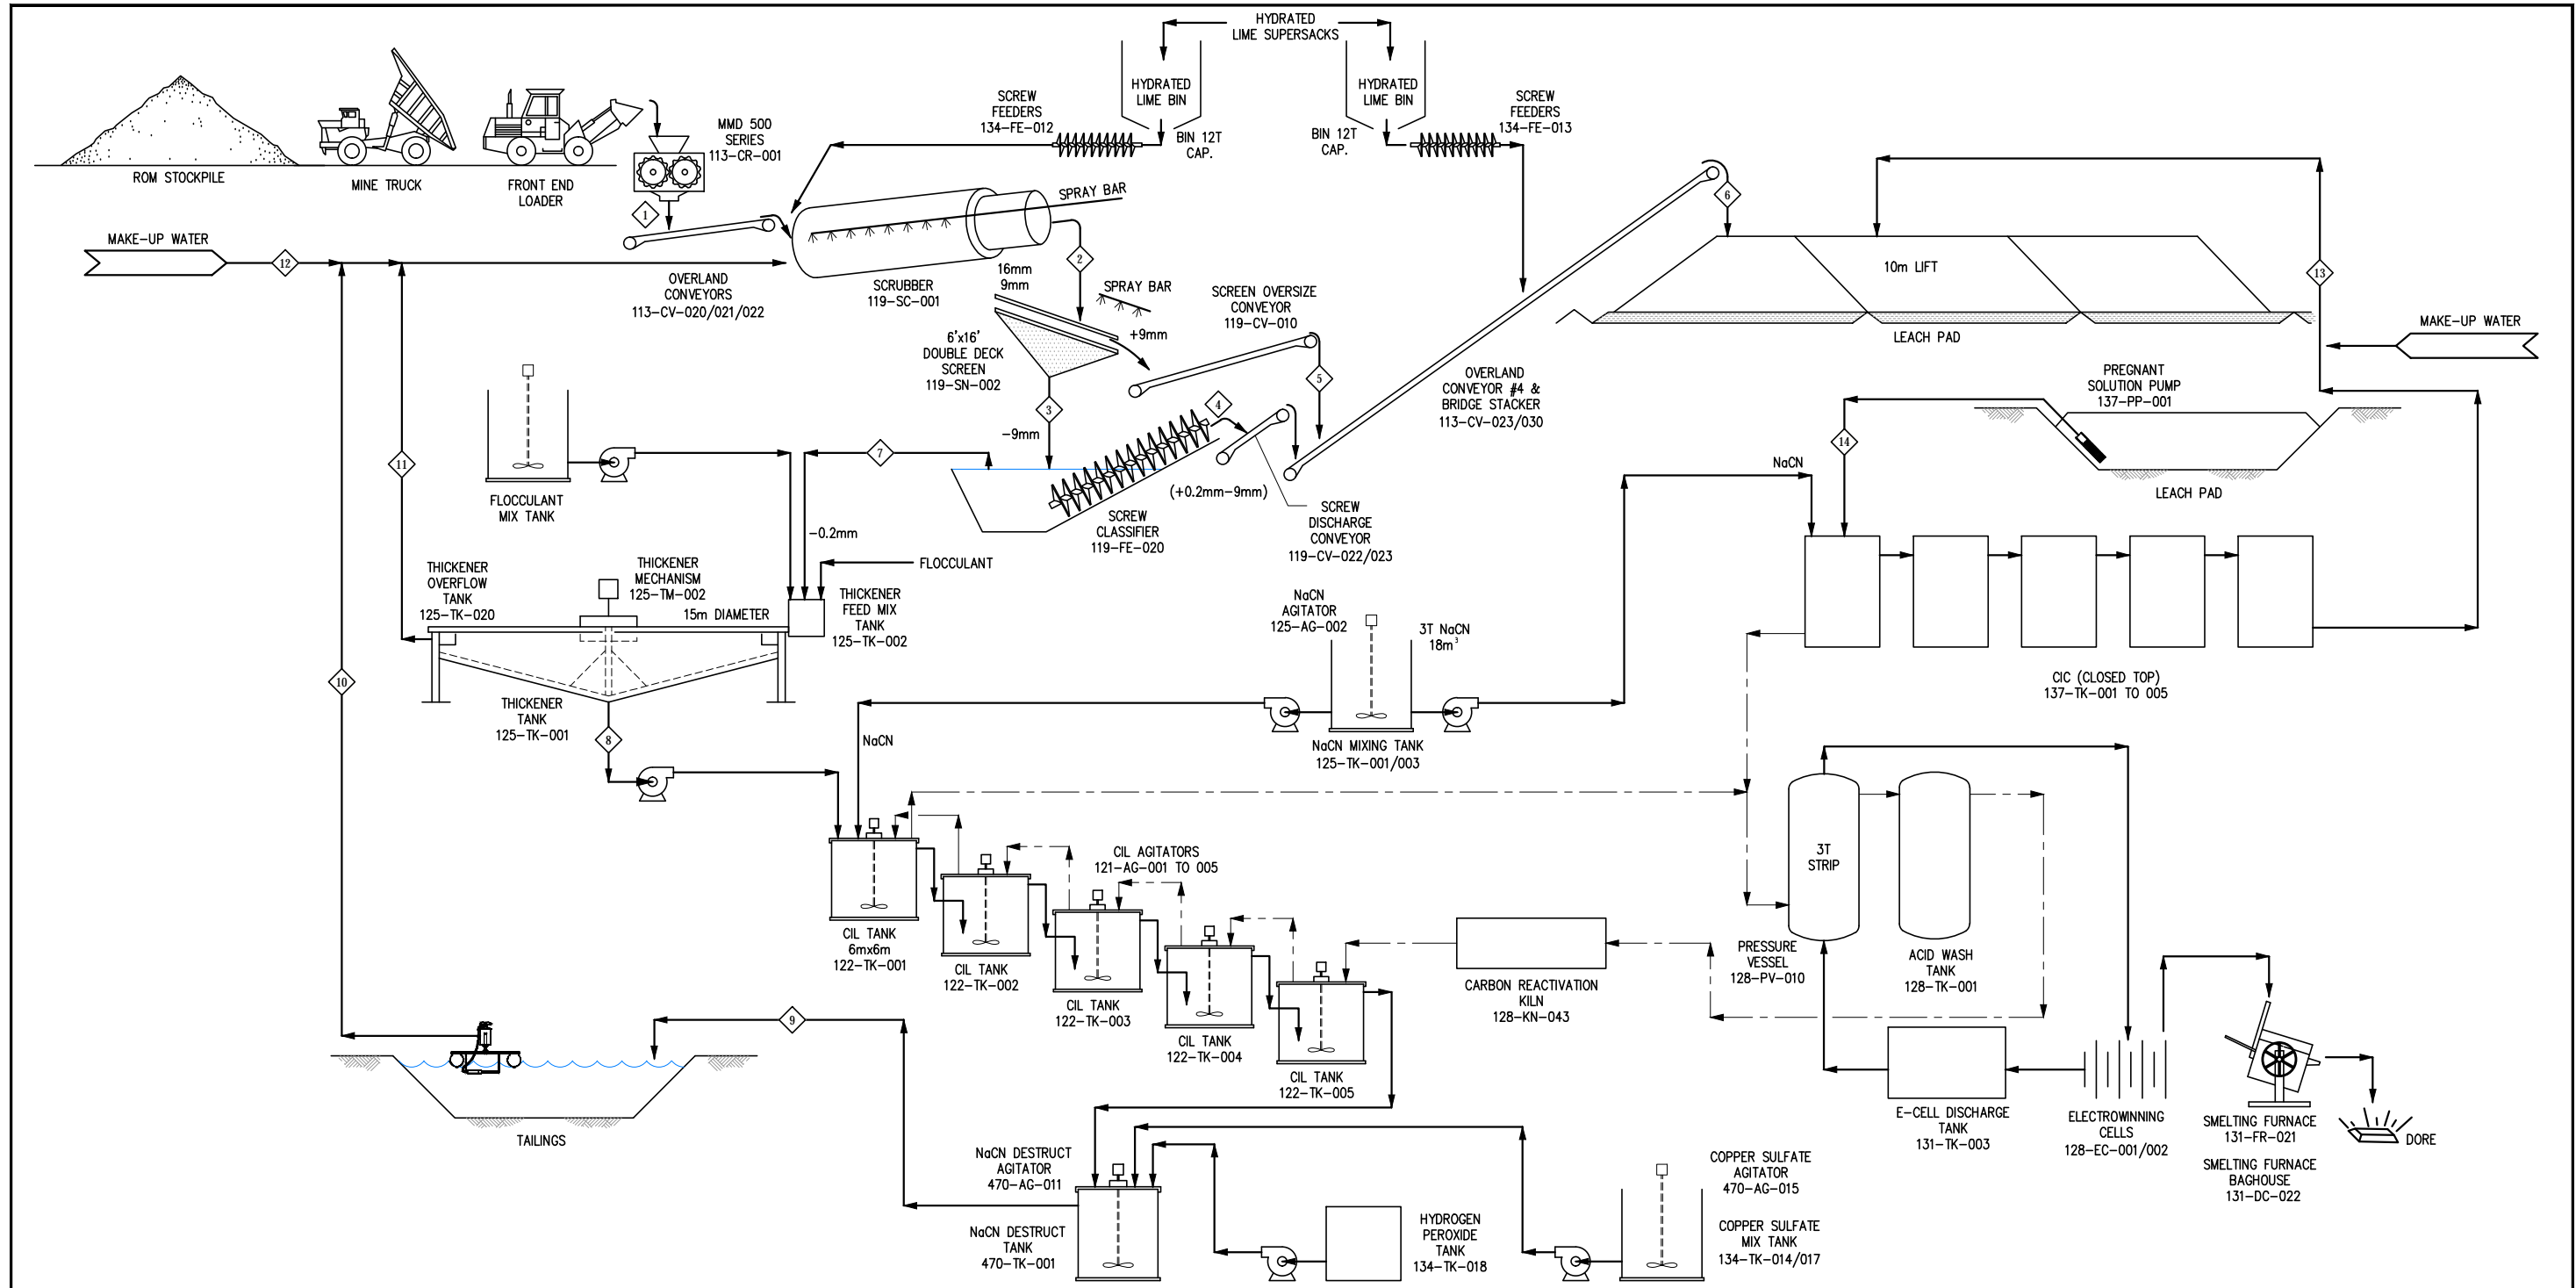 HYDRATED
LIME SUPERSACKS
HYDRATED
LIME BIN
HYDRATED
LIME BIN
SCREW
FEEDERS
134-FE-012
BIN 12T
CAP.
BIN 12T
CAP.
SCREW
FEEDERS
134-FE-013
MMD 500
SERIES
113-CR-001
ROM STOCKPILE
MINE TRUCK
FRONT END
LOADER
1
SPRAY BAR
6
MAKE-UP WATER
12
OVERLAND
CONVEYORS
113-CV-020/021/022
SCRUBBER
119-SC-001
2
16mm
9mm
SPRAY BAR
SCREEN OVERSIZE
CONVEYOR
119-CV-010
10m LIFT
13
LEACH PAD
MAKE-UP WATER
6'x16'
DOUBLE DECK
SCREEN
119-SN-002
+9mm
5
OVERLAND
CONVEYOR #4 &
BRIDGE STACKER
113-CV-023/030
PREGNANT
SOLUTION PUMP
137-PP-001
3
4
-9mm
14
7
11
NaCN
(+0.2mm-9mm)
LEACH PAD
FLOCCULANT
MIX TANK
SCREW
CLASSIFIER
119-FE-020
SCREW
DISCHARGE
CONVEYOR
119-CV-022/023
-0.2mm
FLOCCULANT
THICKENER
OVERFLOW
TANK
125-TK-020
THICKENER
MECHANISM
125-TM-002
15m DIAMETER
THICKENER
FEED MIX
TANK
125-TK-002
NaCN
AGITATOR
125-AG-002
3T NaCN
18m³
10
CIC (CLOSED TOP)
137-TK-001 TO 005
THICKENER
TANK
125-TK-001
8
NaCN
NaCN MIXING TANK
125-TK-001/003
CIL AGITATORS
121-AG-001 TO 005
3T
STRIP
CIL TANK
6mx6m
122-TK-001
CIL TANK
122-TK-002
CIL TANK
122-TK-003
CIL TANK
122-TK-004
CIL TANK
122-TK-005
CARBON REACTIVATION
KILN
128-KN-043
PRESSURE
VESSEL
128-PV-010
ACID WASH
TANK
128-TK-001
9
TAILINGS
E-CELL DISCHARGE
TANK
131-TK-003
ELECTROWINNING
CELLS
128-EC-001/002
SMELTING FURNACE
131-FR-021
SMELTING FURNACE
BAGHOUSE
131-DC-022
DORE
NaCN DESTRUCT
AGITATOR
470-AG-011
NaCN DESTRUCT
TANK
470-TK-001
HYDROGEN
PEROXIDE
TANK
134-TK-018
COPPER SULFATE
AGITATOR
470-AG-015
COPPER SULFATE
MIX TANK
134-TK-014/017